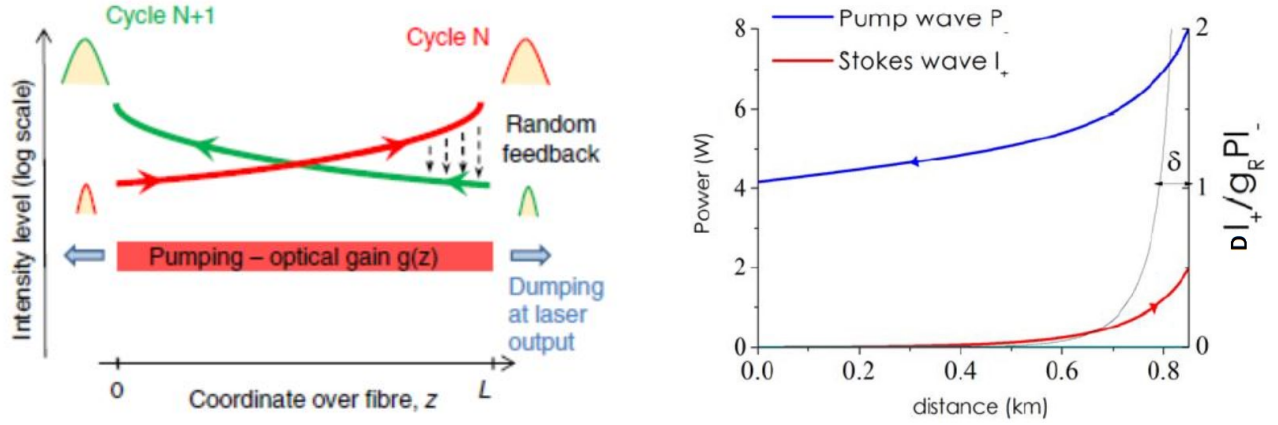 Cycle N+1
Cycle N
Intensity level (log scale)
Random
feedback
Pumping – optical gain g(z)
Dumping
at laser
output
0
L
Coordinate over fibre, z
Pump wave P_
Stokes wave I₊
8
6
4
2
0
Power (W)
0.0
0.2
0.4
0.6
0.8
distance (km)
2
1
0
δ
DI₊/gRPI₋